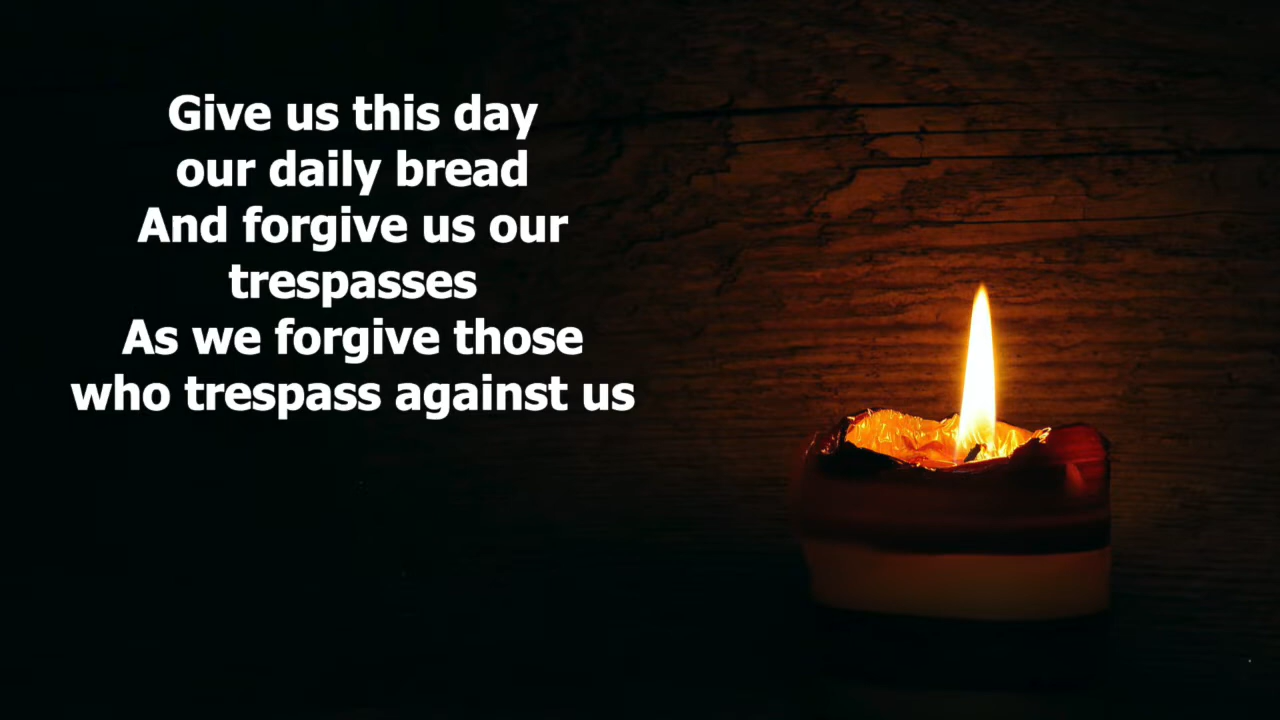 Give us this day
our daily bread
And forgive us our
trespasses
As we forgive those
who trespass against us